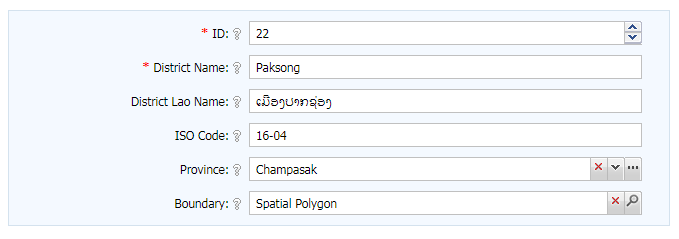 * ID: 22
* District Name: Paksong
District Lao Name: ເມືອງປາກຊ່ອງ
ISO Code: 16-04
Province: Champasak
Boundary: Spatial Polygon